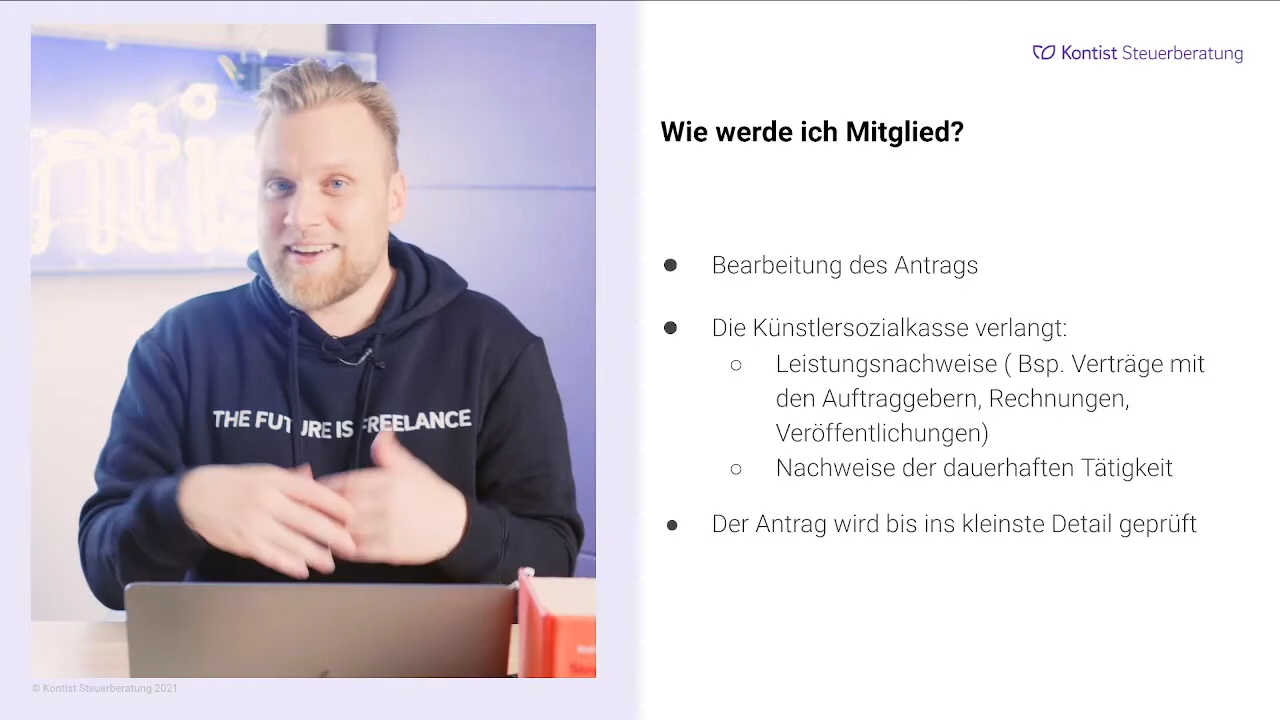 Kontist Steuerberatung
Wie werde ich Mitglied?
● Bearbeitung des Antrags
● Die Künstlersozialkasse verlangt:
○ Leistungsnachweise ( Bsp. Verträge mit
den Auftraggebern, Rechnungen,
Veröffentlichungen)
○ Nachweise der dauerhaften Tätigkeit
● Der Antrag wird bis ins kleinste Detail geprüft
THE FUTURE IS FREELANCE
© Kontist Steuerberatung 2021